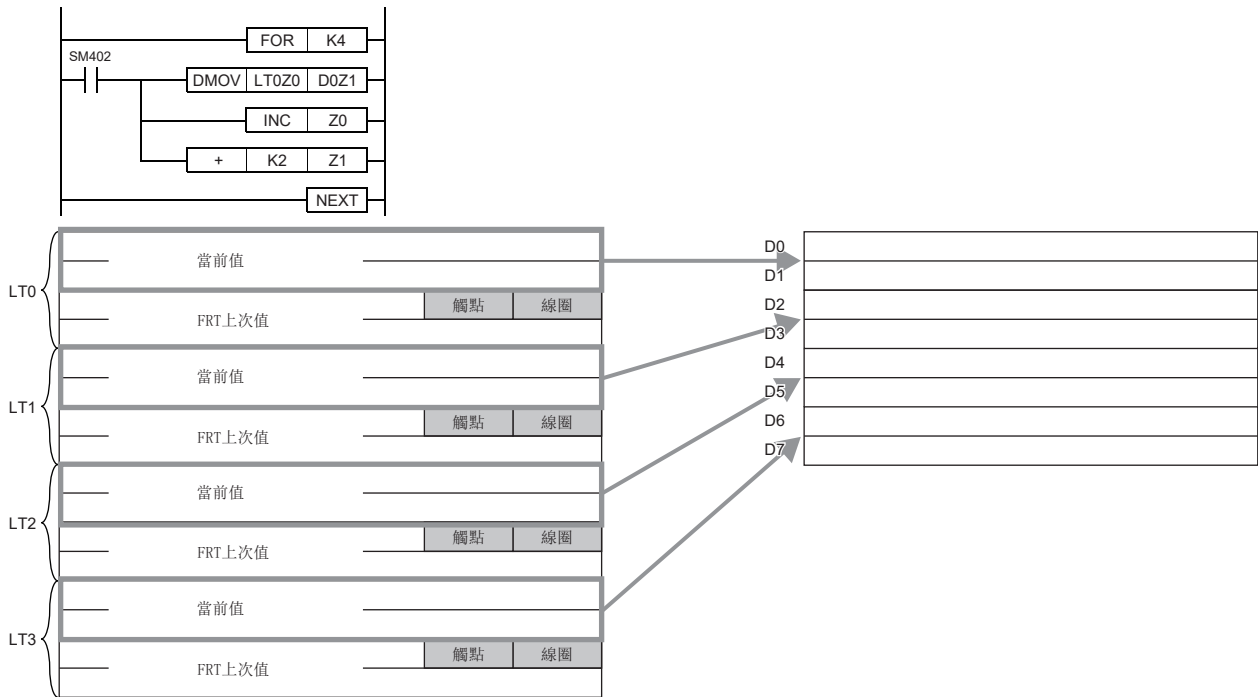 FOR K4
SM402
DMOV LT0Z0 D0Z1
INC Z0
+ K2 Z1
NEXT
LT0
當前值
FRT上次值
觸點 線圈
LT1
當前值
FRT上次值
觸點 線圈
LT2
當前值
FRT上次值
觸點 線圈
LT3
當前值
FRT上次值
觸點 線圈
D0
D1
D2
D3
D4
D5
D6
D7